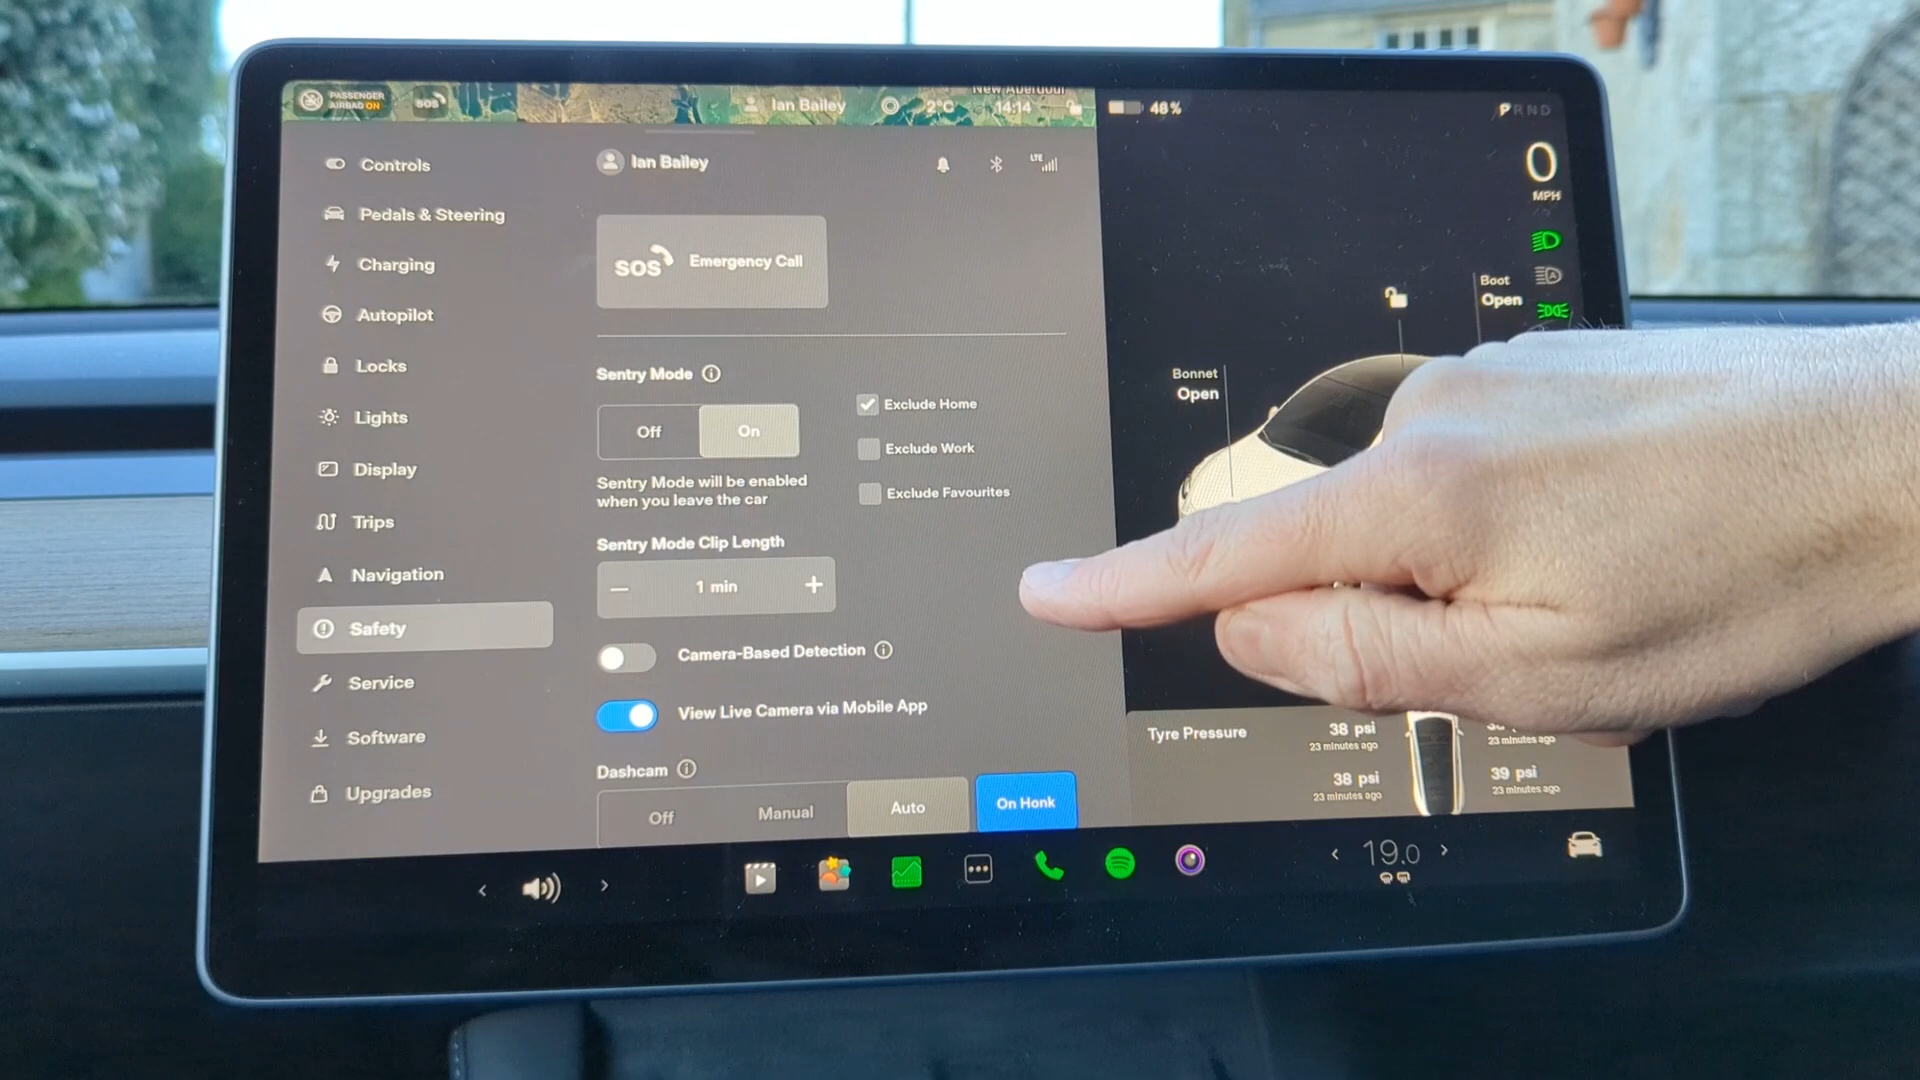 PASSENGER
AIRBAG ON
SOS
Ian Bailey
2°C
New Aberdour
14:14
48%
PRND
Controls
Pedals & Steering
Charging
Autopilot
Locks
Lights
Display
Trips
Navigation
Safety
Service
Software
Upgrades
Ian Bailey
LTE
SOS
Emergency Call
Sentry Mode
Off
On
Exclude Home
Exclude Work
Exclude Favourites
Sentry Mode will be enabled
when you leave the car
Sentry Mode Clip Length
1 min
Camera-Based Detection
View Live Camera via Mobile App
Dashcam
Off
Manual
Auto
On Honk
0
MPH
Boot
Open
Bonnet
Open
Tyre Pressure
38 psi
23 minutes ago
psi
23 minutes ago
38 psi
23 minutes ago
39 psi
23 minutes ago
19.0